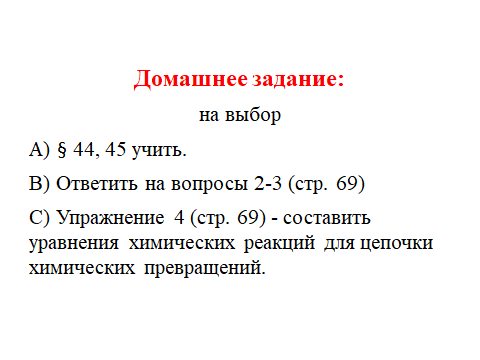 Домашнее задание:
на выбор
А) § 44, 45 учить.
В) Ответить на вопросы 2-3 (стр. 69)
С) Упражнение 4 (стр. 69) - составить
уравнения химических реакций для цепочки
химических превращений.